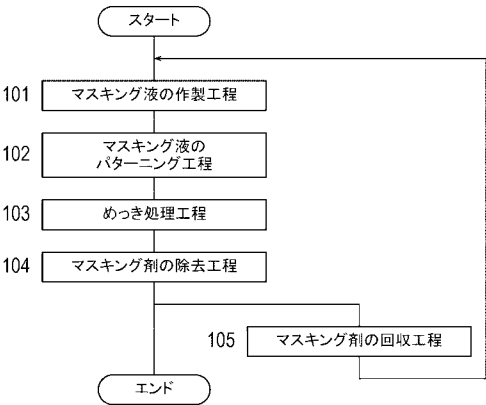 スタート
101 マスキング液の作製工程
102 マスキング液の
パターニング工程
103 めっき処理工程
104 マスキング剤の除去工程
105 マスキング剤の回収工程
エンド